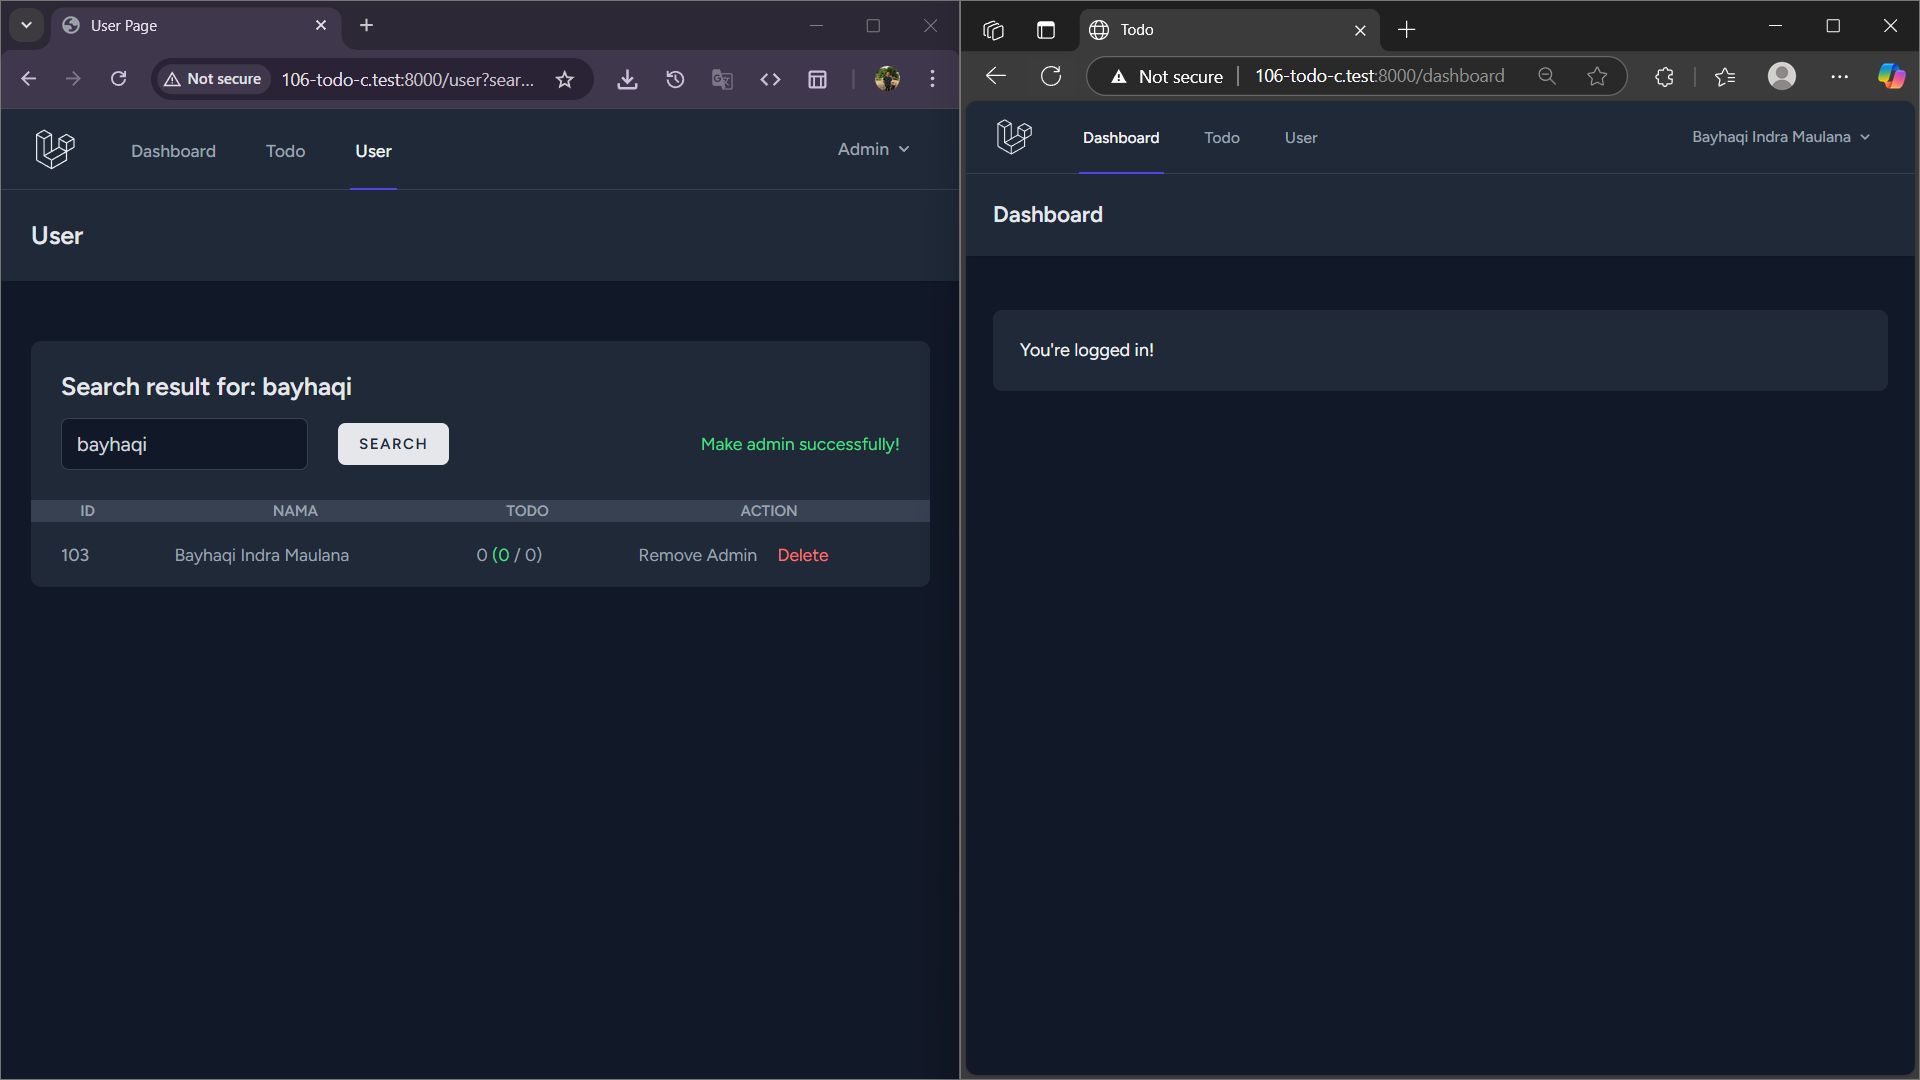 User Page
Not secure
106-todo-c.test:8000/user?sear...
Dashboard
Todo
User
Admin
User
Search result for: bayhaqi
bayhaqi
SEARCH
Make admin successfully!
ID NAMA TODO ACTION
103 Bayhaqi Indra Maulana 0 (0 / 0) Remove Admin Delete
Todo
Not secure
106-todo-c.test:8000/dashboard
Dashboard
Todo
User
Bayhaqi Indra Maulana
Dashboard
You're logged in!